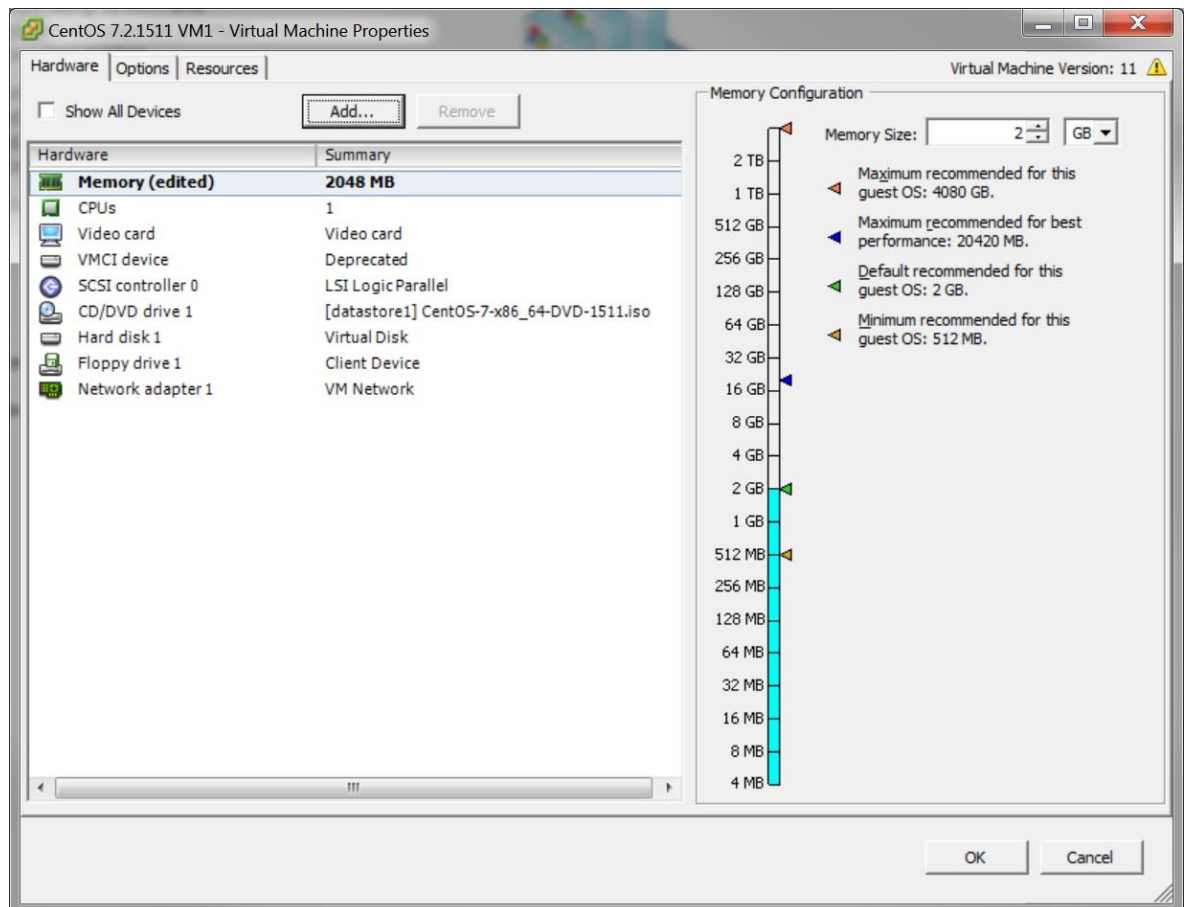 CentOS 7.2.1511 VM1 - Virtual Machine Properties
Hardware Options Resources
Virtual Machine Version: 11
Show All Devices
Add...
Remove
Hardware Summary
Memory (edited) 2048 MB
CPUs 1
Video card Video card
VMCI device Deprecated
SCSI controller 0 LSI Logic Parallel
CD/DVD drive 1 [datastore1] CentOS-7-x86_64-DVD-1511.iso
Hard disk 1 Virtual Disk
Floppy drive 1 Client Device
Network adapter 1 VM Network
Memory Configuration
Memory Size: 2 GB
2 TB
1 TB
512 GB
256 GB
128 GB
64 GB
32 GB
16 GB
8 GB
4 GB
2 GB
1 GB
512 MB
256 MB
128 MB
64 MB
32 MB
16 MB
8 MB
4 MB
Maximum recommended for this
guest OS: 4080 GB.
Maximum recommended for best
performance: 20420 MB.
Default recommended for this
guest OS: 2 GB.
Minimum recommended for this
guest OS: 512 MB.
OK
Cancel